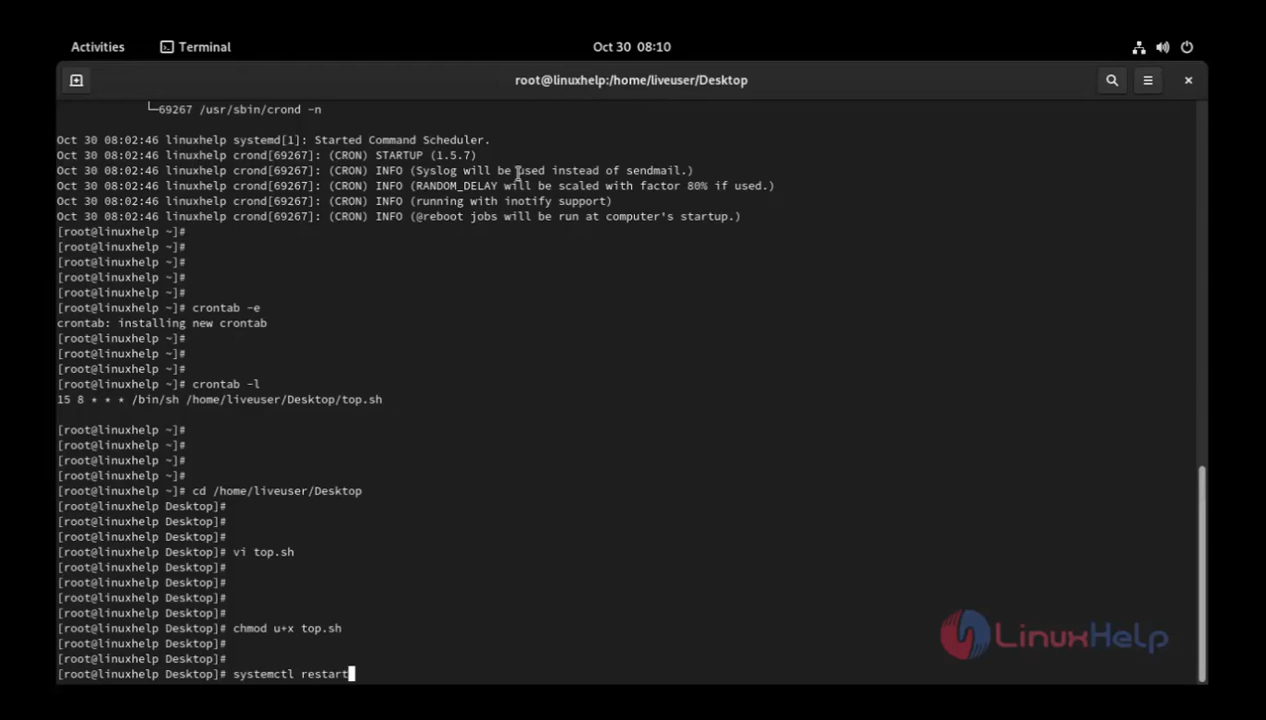 Activities
Terminal
Oct 30 08:10
root@linuxhelp:/home/liveuser/Desktop
└─69267 /usr/sbin/crond -n
Oct 30 08:02:46 linuxhelp systemd[1]: Started Command Scheduler.
Oct 30 08:02:46 linuxhelp crond[69267]: (CRON) STARTUP (1.5.7)
Oct 30 08:02:46 linuxhelp crond[69267]: (CRON) INFO (Syslog will be used instead of sendmail.)
Oct 30 08:02:46 linuxhelp crond[69267]: (CRON) INFO (RANDOM_DELAY will be scaled with factor 80% if used.)
Oct 30 08:02:46 linuxhelp crond[69267]: (CRON) INFO (running with inotify support)
Oct 30 08:02:46 linuxhelp crond[69267]: (CRON) INFO (@reboot jobs will be run at computer's startup.)
[root@linuxhelp ~]#
[root@linuxhelp ~]#
[root@linuxhelp ~]#
[root@linuxhelp ~]#
[root@linuxhelp ~]#
[root@linuxhelp ~]# crontab -e
crontab: installing new crontab
[root@linuxhelp ~]#
[root@linuxhelp ~]#
[root@linuxhelp ~]#
[root@linuxhelp ~]# crontab -l
15 8 * * * /bin/sh /home/liveuser/Desktop/top.sh
[root@linuxhelp ~]#
[root@linuxhelp ~]#
[root@linuxhelp ~]#
[root@linuxhelp ~]#
[root@linuxhelp ~]# cd /home/liveuser/Desktop
[root@linuxhelp Desktop]#
[root@linuxhelp Desktop]#
[root@linuxhelp Desktop]#
[root@linuxhelp Desktop]# vi top.sh
[root@linuxhelp Desktop]#
[root@linuxhelp Desktop]#
[root@linuxhelp Desktop]#
[root@linuxhelp Desktop]#
[root@linuxhelp Desktop]# chmod u+x top.sh
[root@linuxhelp Desktop]#
[root@linuxhelp Desktop]#
[root@linuxhelp Desktop]# systemctl restart
LinuxHelp